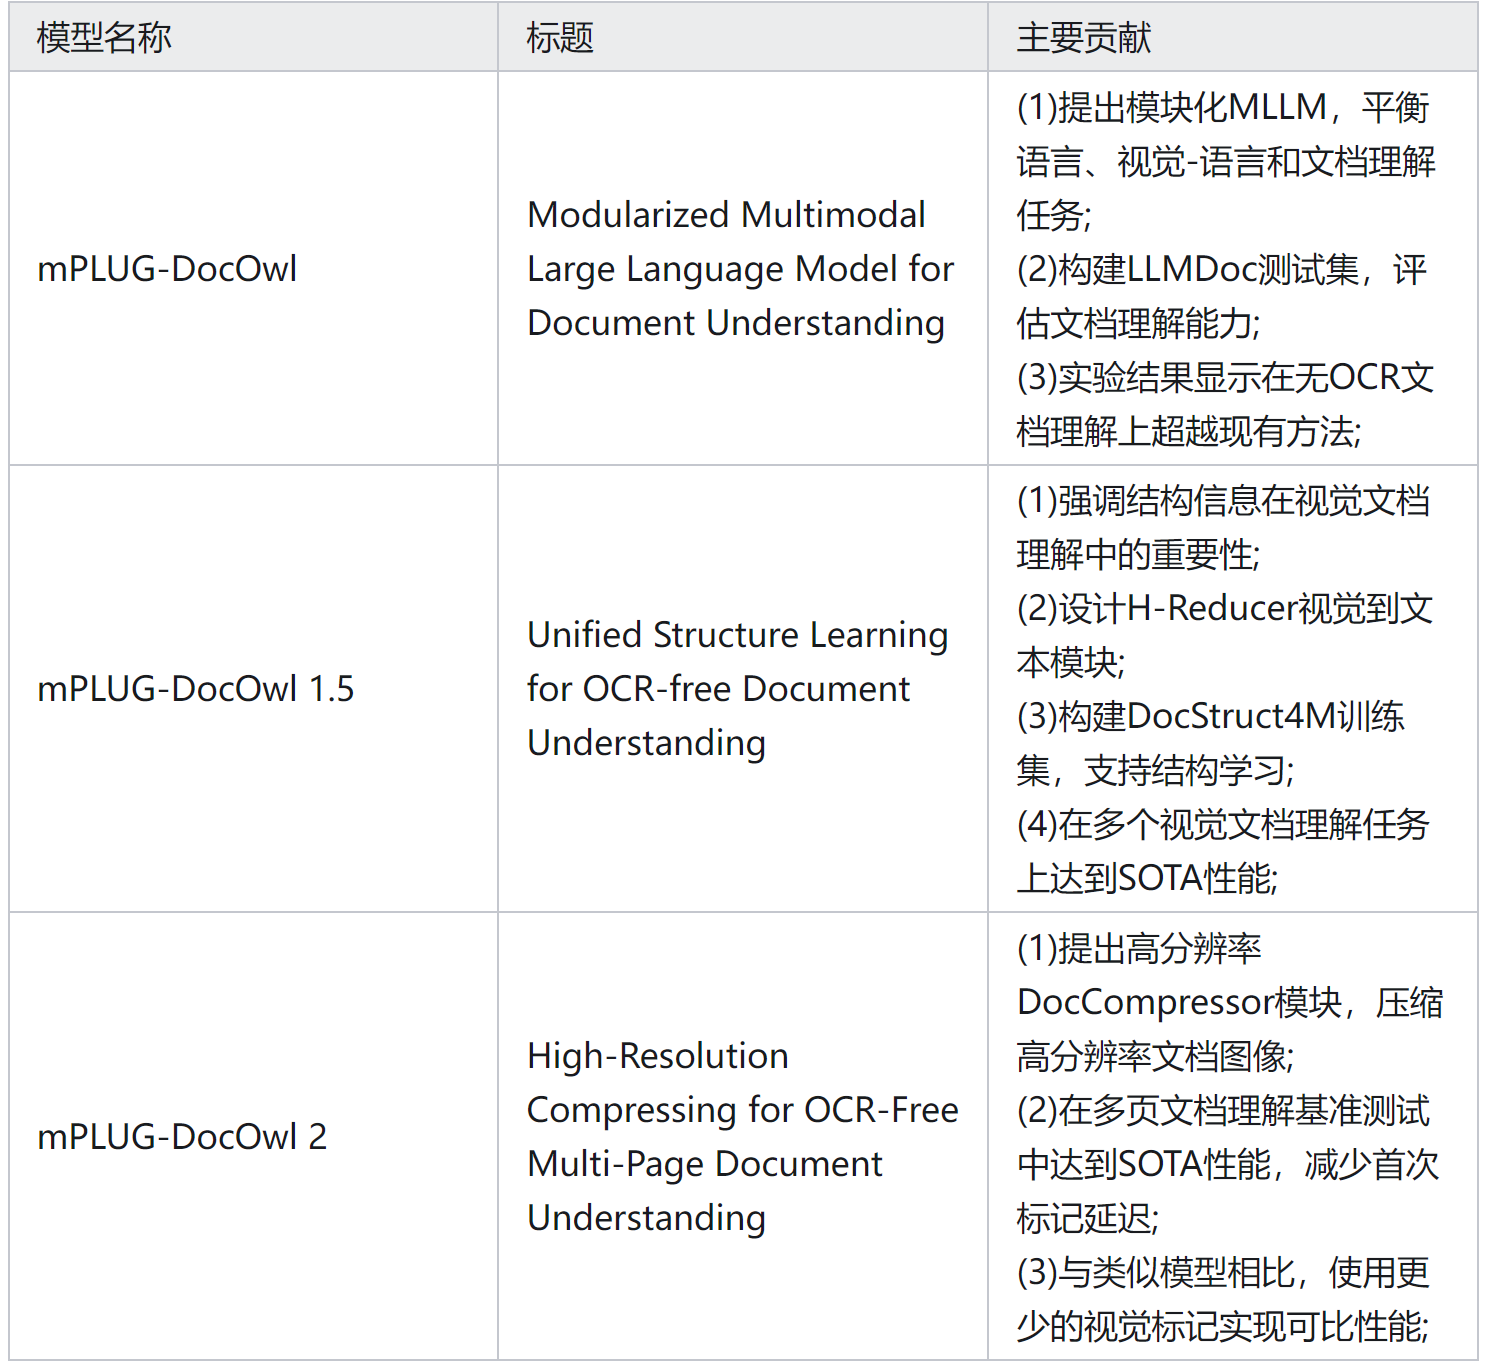 模型名称
标题
主要贡献
mPLUG-DocOwl
Modularized Multimodal
Large Language Model for
Document Understanding
(1)提出模块化MLLM，平衡
语言、视觉-语言和文档理解
任务;
(2)构建LLMDoc测试集，评
估文档理解能力;
(3)实验结果显示在无OCR文
档理解上超越现有方法;
mPLUG-DocOwl 1.5
Unified Structure Learning
for OCR-free Document
Understanding
(1)强调结构信息在视觉文档
理解中的重要性;
(2)设计H-Reducer视觉到文
本模块;
(3)构建DocStruct4M训练
集，支持结构学习;
(4)在多个视觉文档理解任务
上达到SOTA性能;
mPLUG-DocOwl 2
High-Resolution
Compressing for OCR-Free
Multi-Page Document
Understanding
(1)提出高分辨率
DocCompressor模块，压缩
高分辨率文档图像;
(2)在多页文档理解基准测试
中达到SOTA性能，减少首次
标记延迟;
(3)与类似模型相比，使用更
少的视觉标记实现可比性能;